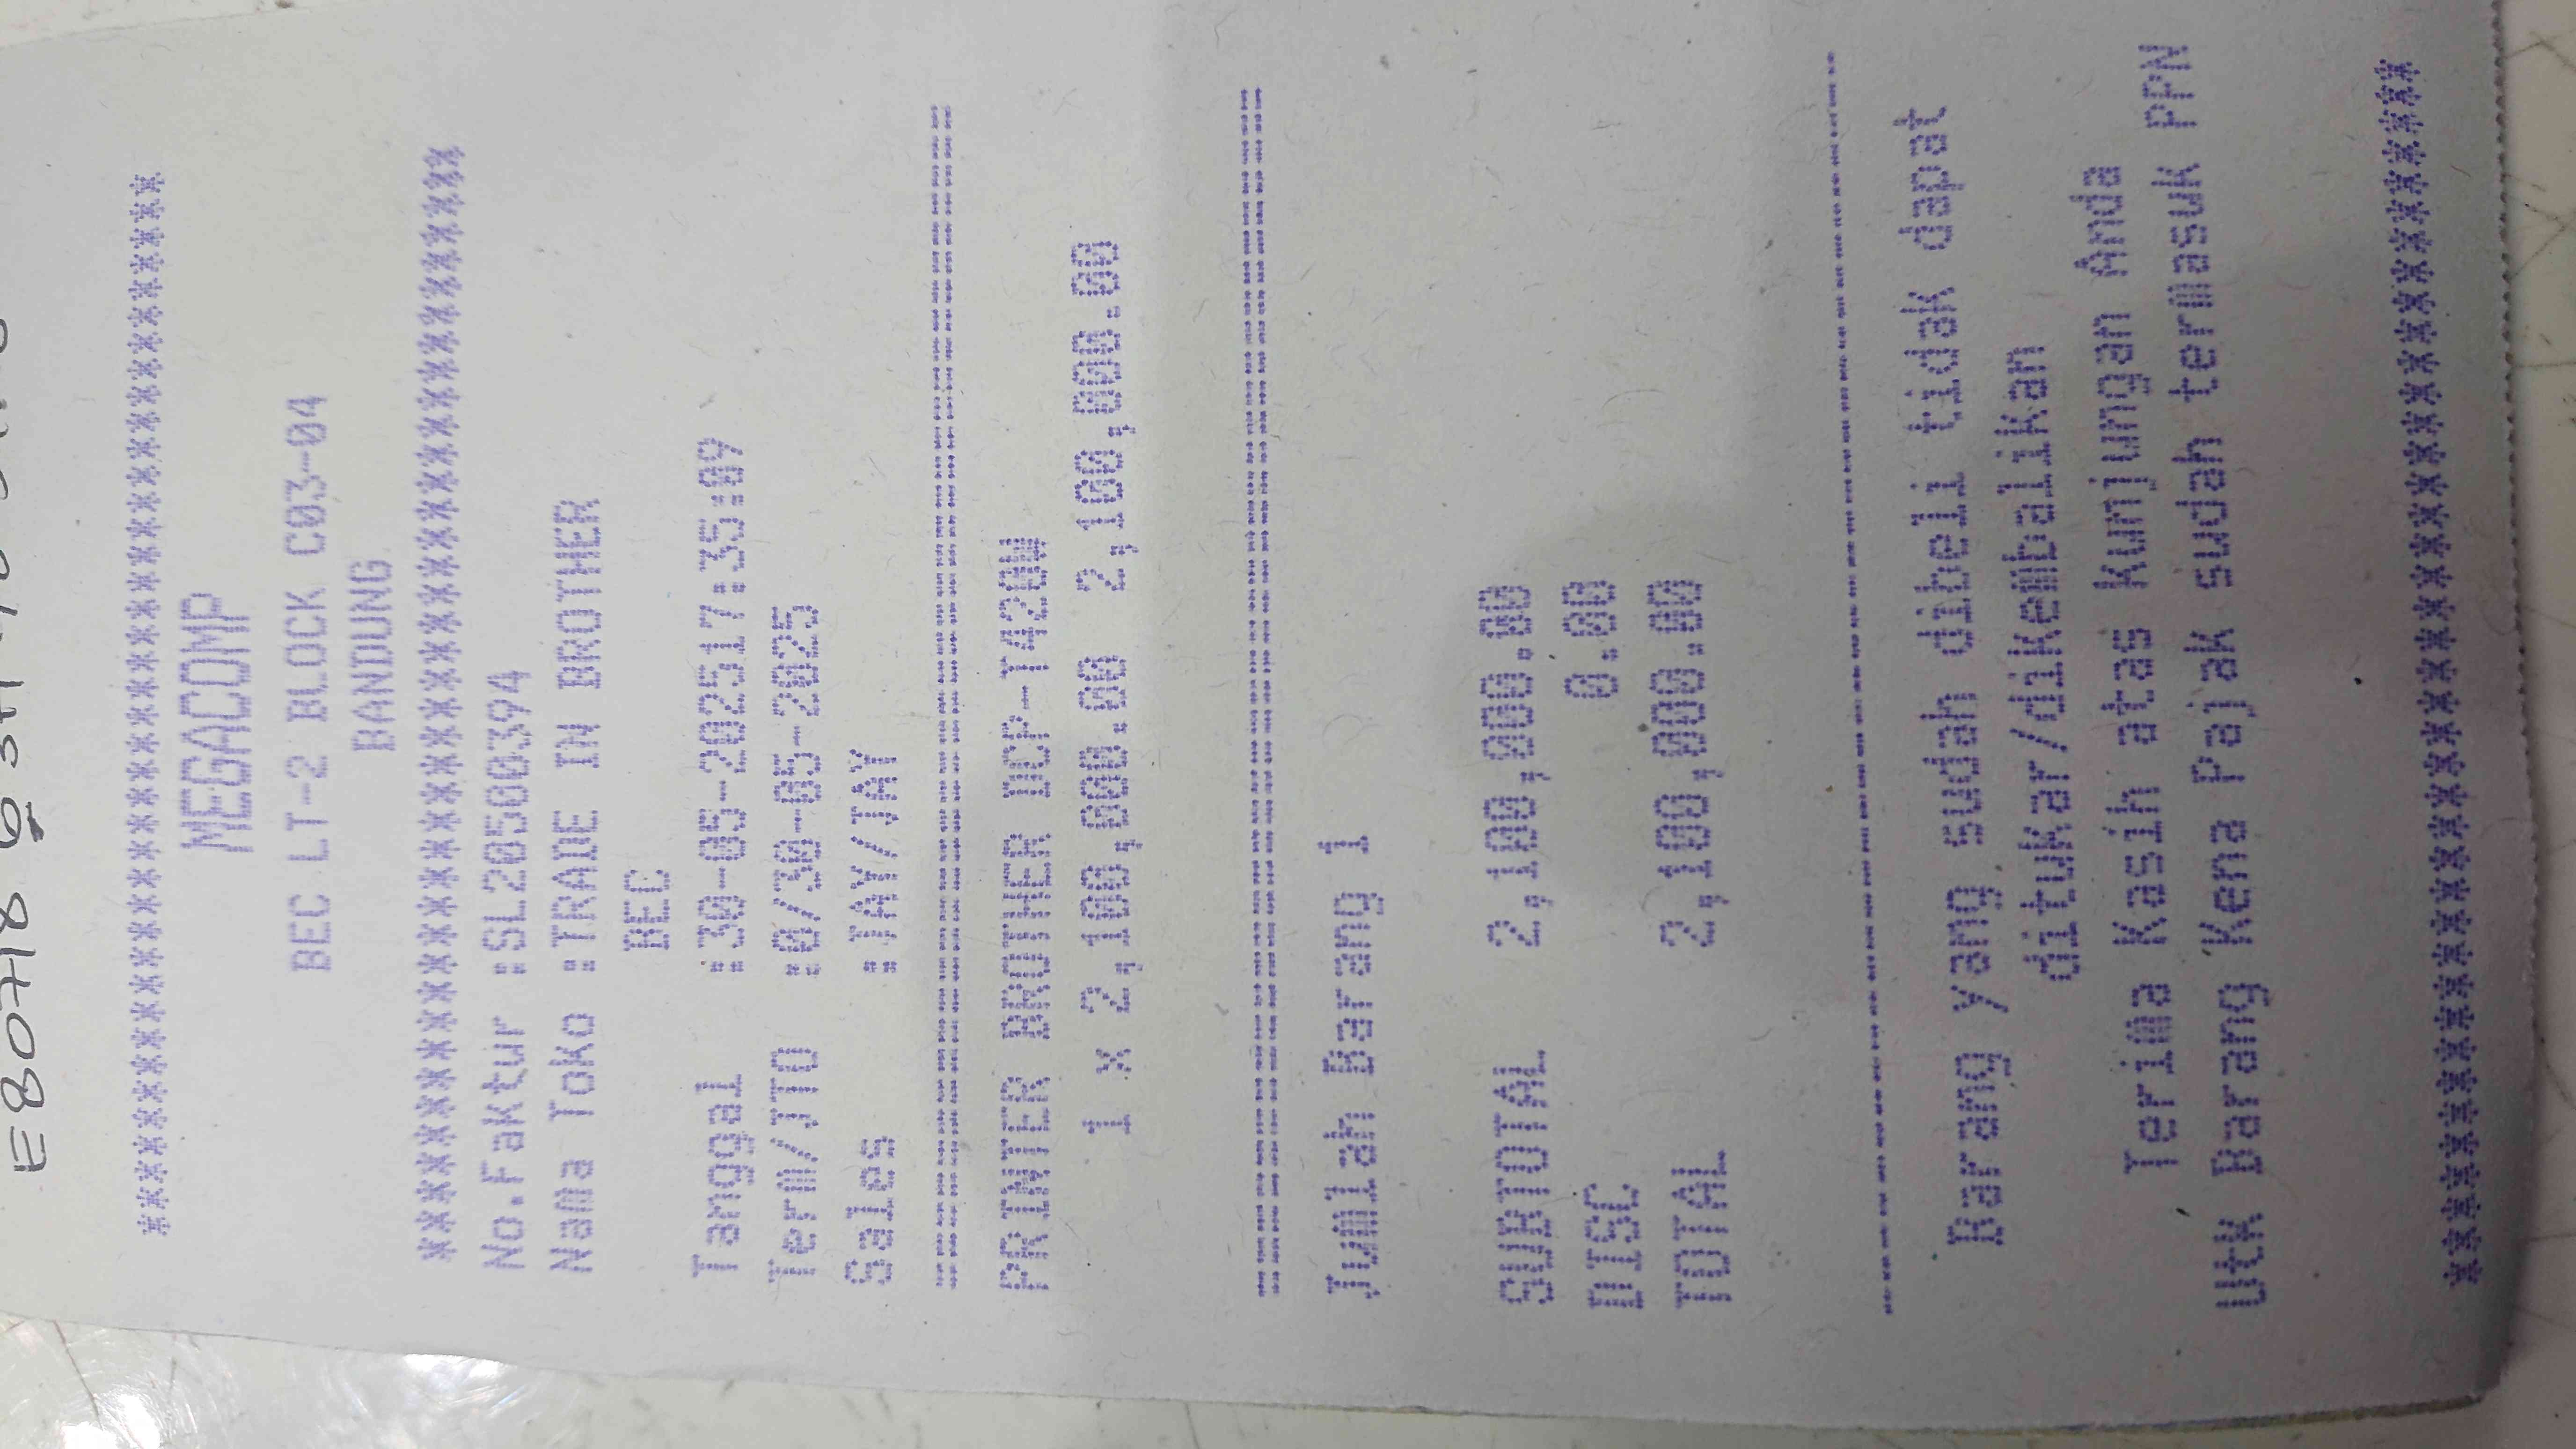 ****************************
MEGACOMP
BEC LT-2 BLOCK C03-04
BANDUNG
********************************
No.Faktur :SL20500394
Nama Toko :TRADE IN BROTHER
BEC
Tanggal :30-05-202517:35:09
Term/JTO :0/30-05-2025
Sales :TAY/JMY
================================
PRINTER BROTHER DCP-T420W
1 x 2,100,000.00 2,100,000.00
================================
Jumlah Barang 1
SUBTOTAL 2,100,000.00
DISC 0.00
TOTAL 2,100,000.00
--------------------------------
Barang yang sudah dibeli tidak dapat
ditukar/dikembalikan
Terima Kasih atas Kunjungan Anda
Utk Barang Kena Pajak sudah termasuk PPN
********************************